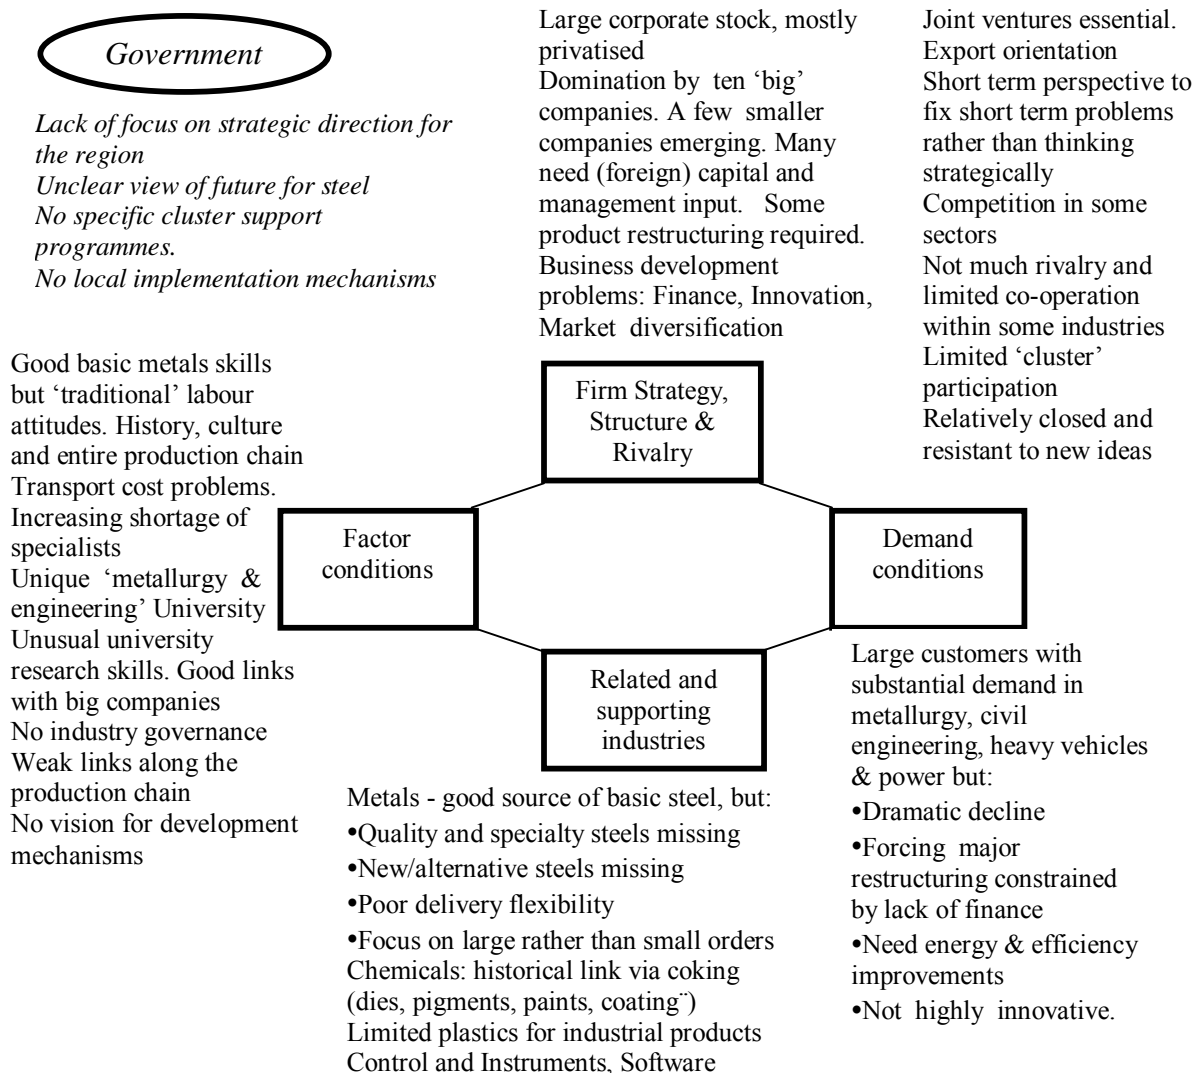 Government
Lack of focus on strategic direction for
the region
Unclear view of future for steel
No specific cluster support
programmes.
No local implementation mechanisms
Large corporate stock, mostly
privatised
Domination by ten ‘big’
companies. A few smaller
companies emerging. Many
need (foreign) capital and
management input. Some
product restructuring required.
Business development
problems: Finance, Innovation,
Market diversification
Joint ventures essential.
Export orientation
Short term perspective to
fix short term problems
rather than thinking
strategically
Competition in some
sectors
Not much rivalry and
limited co-operation
within some industries
Limited ‘cluster’
participation
Relatively closed and
resistant to new ideas
Good basic metals skills
but ‘traditional’ labour
attitudes. History, culture
and entire production chain
Transport cost problems.
Increasing shortage of
specialists
Unique ‘metallurgy &
engineering’ University
Unusual university
research skills. Good links
with big companies
No industry governance
Weak links along the
production chain
No vision for development
mechanisms
Firm Strategy,
Structure &
Rivalry
Factor
conditions
Demand
conditions
Related and
supporting
industries
Metals - good source of basic steel, but:
•Quality and specialty steels missing
•New/alternative steels missing
•Poor delivery flexibility
•Focus on large rather than small orders
Chemicals: historical link via coking
(dies, pigments, paints, coating¨)
Limited plastics for industrial products
Control and Instruments, Software
Large customers with
substantial demand in
metallurgy, civil
engineering, heavy vehicles
& power but:
•Dramatic decline
•Forcing major
restructuring constrained
by lack of finance
•Need energy & efficiency
improvements
•Not highly innovative.